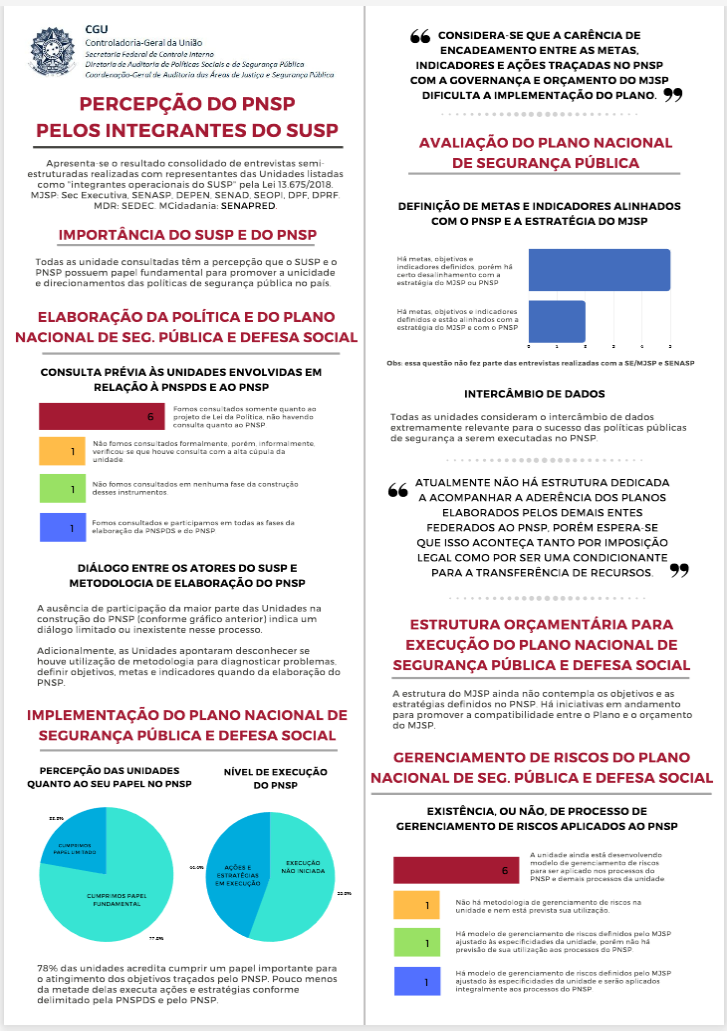 CGU
Controladoria-Geral da União
Secretaria Federal de Controle Interno
Diretoria de Auditoria de Políticas Sociais e de Segurança Pública
Coordenação-Geral de Auditoria das Áreas de Justiça e Segurança Pública
PERCEPÇÃO DO PNSP
PELOS INTEGRANTES DO SUSP
Apresenta-se o resultado consolidado de entrevistas semi-
estruturadas realizadas com representantes das Unidades listadas
como "integrantes operacionais do SUSP" pela Lei 13.675/2018.
MJSP: Sec Executiva, SENASP, DEPEN, SENAD, SEOPI, DPF, DPRF.
MDR: SEDEC. MCidadania: SENAPRED.
IMPORTÂNCIA DO SUSP E DO PNSP
Todas as unidade consultadas têm a percepção que o SUSP e o
PNSP possuem papel fundamental para promover a unicidade
e direcionamentos das políticas de segurança pública no país.
ELABORAÇÃO DA POLÍTICA E DO PLANO
NACIONAL DE SEG. PÚBLICA E DEFESA SOCIAL
CONSULTA PRÉVIA ÀS UNIDADES ENVOLVIDAS EM
RELAÇÃO À PNSPDS E AO PNSP
6
Fomos consultados somente quanto ao
projeto de Lei da Política, não havendo
consulta quanto ao PNSP
1
Não fomos consultados formalmente, porém, informalmente,
verificou-se que houve consulta com a alta cúpula da
unidade
1
Não fomos consultados em nenhuma fase da construção
desses instrumentos
1
Fomos consultados e participamos em todas as fases da
elaboração da PNSPDS e do PNSP
DIÁLOGO ENTRE OS ATORES DO SUSP E
METODOLOGIA DE ELABORAÇÃO DO PNSP
A ausência de participação da maior parte das Unidades na
construção do PNSP (conforme gráfico anterior) indica um
diálogo limitado ou inexistente nesse processo.
Adicionalmente, as Unidades apontaram desconhecer se
houve utilização de metodologia para diagnosticar problemas,
definir objetivos, metas e indicadores quando da elaboração do
PNSP.
IMPLEMENTAÇÃO DO PLANO NACIONAL DE
SEGURANÇA PÚBLICA E DEFESA SOCIAL
PERCEPÇÃO DAS UNIDADES
QUANTO AO SEU PAPEL NO PNSP
CUMPRIMOS
PAPEL LIMITADO
CUMPRIMOS PAPEL
FUNDAMENTAL
NÍVEL DE EXECUÇÃO
DO PNSP
AÇÕES E
ESTRATÉGIAS
EM EXECUÇÃO
EXECUÇÃO
NÃO INICIADA
78% das unidades acredita cumprir um papel importante para
o atingimento dos objetivos traçados pelo PNSP. Pouco menos
da metade delas executa ações e estratégias conforme
delimitado pela PNSPDS e pelo PNSP.
CONSIDERA-SE QUE A CARÊNCIA DE
ENCADEAMENTO ENTRE AS METAS,
INDICADORES E AÇÕES TRAÇADAS NO PNSP
COM A GOVERNANÇA E ORÇAMENTO DO MJSP
DIFICULTA A IMPLEMENTAÇÃO DO PLANO.
AVALIAÇÃO DO PLANO NACIONAL
DE SEGURANÇA PÚBLICA
DEFINIÇÃO DE METAS E INDICADORES ALINHADOS
COM O PNSP E A ESTRATÉGIA DO MJSP
Há metas, objetivos e
indicadores definidos, porém há
certo desalinhamento com a
estratégia do MJSP ou PNSP
Há metas, objetivos e indicadores
definidos e estão alinhados com a
estratégia do MJSP e com o PNSP
Obs: essa questão não fez parte das entrevistas realizadas com a SE/MJSP e SENASP
INTERCÂMBIO DE DADOS
Todas as unidades consideram o intercâmbio de dados
extremamente relevante para o sucesso das políticas públicas
de segurança a serem executadas no PNSP.
ATUALMENTE NÃO HÁ ESTRUTURA DEDICADA
A ACOMPANHAR A ADERÊNCIA DOS PLANOS
ELABORADOS PELOS DEMAIS ENTES
FEDERADOS AO PNSP, PORÉM ESPERA-SE
QUE ISSO ACONTEÇA TANTO POR IMPOSIÇÃO
LEGAL COMO POR SER UMA CONDICIONANTE
PARA A TRANSFERÊNCIA DE RECURSOS.
ESTRUTURA ORÇAMENTÁRIA PARA
EXECUÇÃO DO PLANO NACIONAL DE
SEGURANÇA PÚBLICA E DEFESA SOCIAL
A estrutura do MJSP ainda não contempla os objetivos e as
estratégias definidos no PNSP. Há iniciativas em andamento
para promover a compatibilidade entre o Plano e o orçamento
do MJSP.
GERENCIAMENTO DE RISCOS DO PLANO
NACIONAL DE SEG. PÚBLICA E DEFESA SOCIAL
EXISTÊNCIA, OU NÃO, DE PROCESSO DE
GERENCIAMENTO DE RISCOS APLICADOS AO PNSP
6
A unidade ainda está desenvolvendo
modelo de gerenciamento de riscos
para ser aplicado nos processos do
PNSP e demais processos da unidade
1
Não há metodologia de gerenciamento de riscos na
unidade e nem está prevista sua utilização.
1
Há modelo de gerenciamento de riscos definidos pelo MJSP
ajustado às especificidades da unidade, porém não há
previsão de sua utilização aos processos do PNSP.
1
Há modelo de gerenciamento de riscos definidos pelo MJSP
ajustado às especificidades da unidade e serão aplicados
integralmente aos processos do PNSP